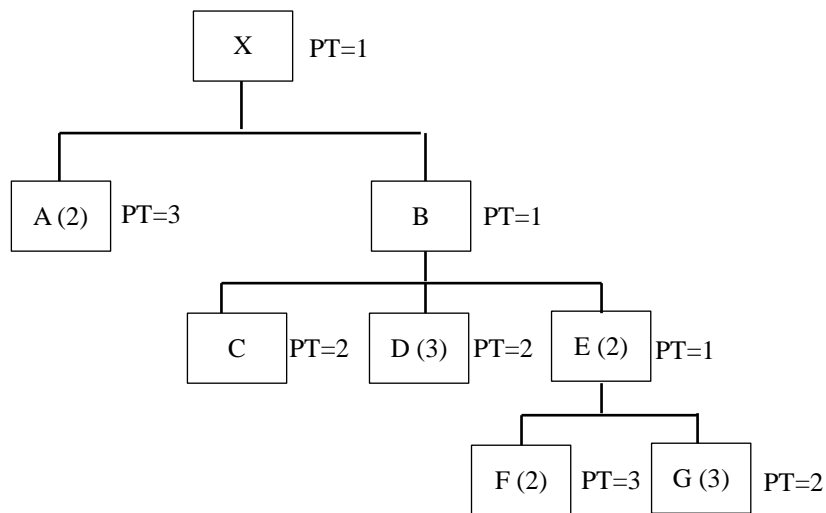 X PT=1
A (2) PT=3 B PT=1
C PT=2 D (3) PT=2 E (2) PT=1
F (2) PT=3 G (3) PT=2